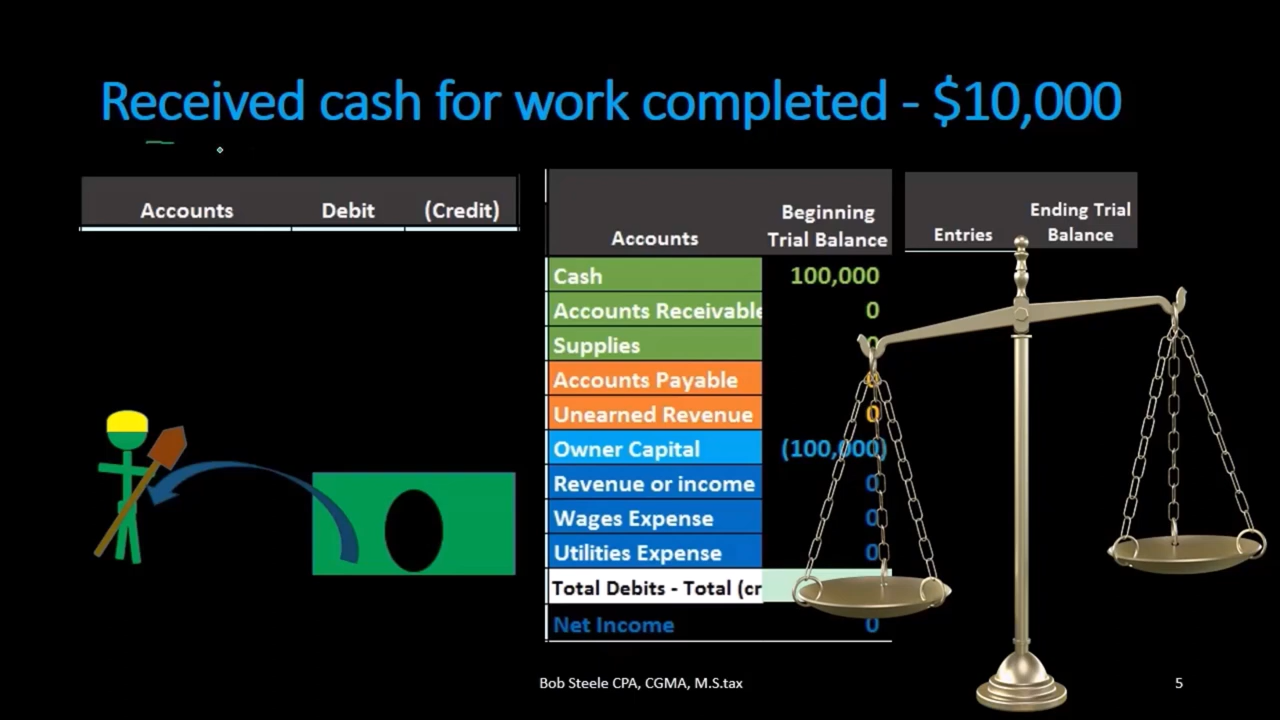 Received cash for work completed - $10,000
Accounts Debit (Credit)
Accounts Beginning Trial Balance
Entries Ending Trial Balance
Cash 100,000
Accounts Receivable 0
Supplies
Accounts Payable
Unearned Revenue 0
Owner Capital (100,000)
Revenue or income 0
Wages Expense 0
Utilities Expense 0
Total Debits - Total (cr
Net Income 0
Bob Steele CPA, CGMA, M.S.tax 5